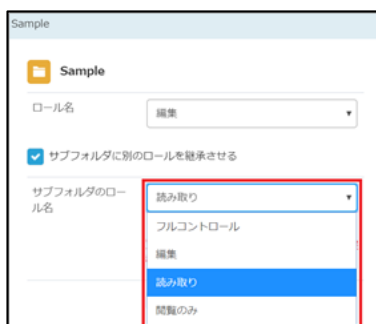 Sample
Sample
ロール名
編集
サブフォルダに別のロールを継承させる
サブフォルダのロー
ル名
読み取り
フルコントロール
編集
読み取り
閲覧のみ